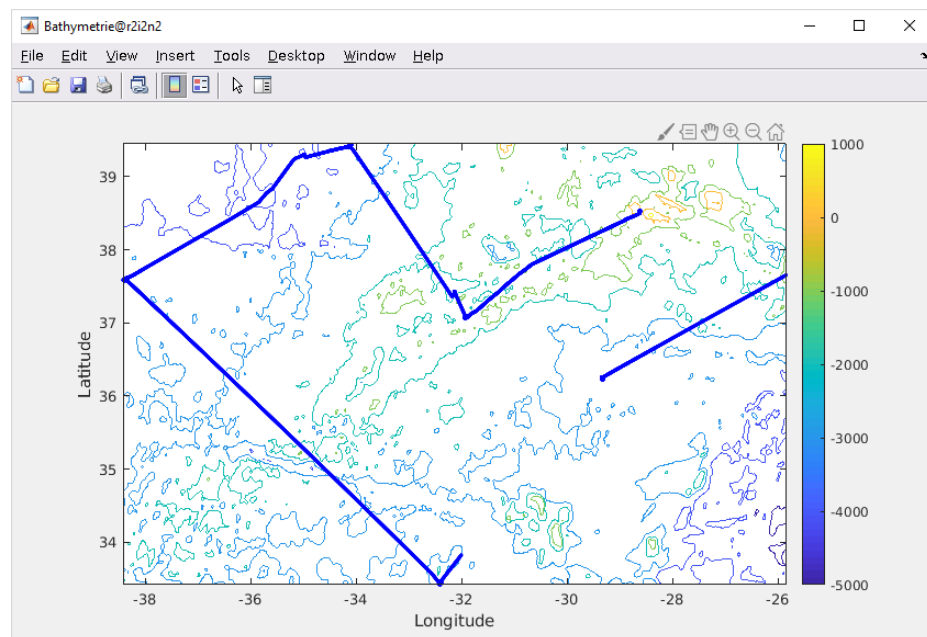 Bathymetrie@r2i2n2
File Edit View Insert Tools Desktop Window Help
39
38
37
36
35
34
Latitude
-38 -36 -34 -32 -30 -28 -26
Longitude
1000
0
-1000
-2000
-3000
-4000
-5000